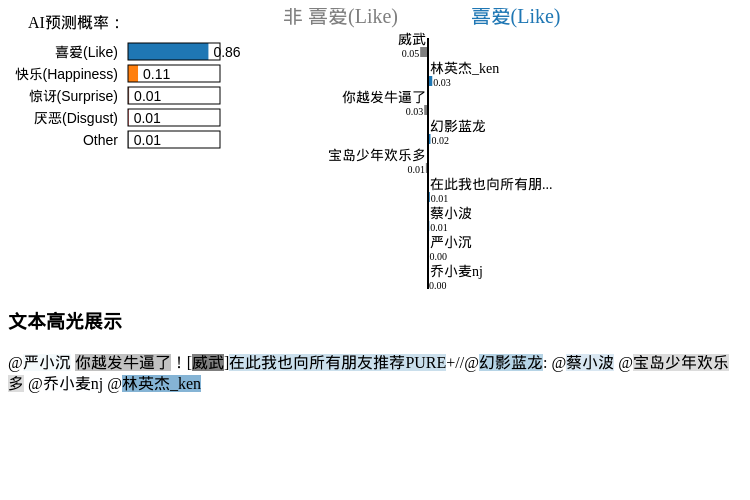 AI预测概率：
喜爱(Like) 0.86
快乐(Happiness) 0.11
惊讶(Surprise) 0.01
厌恶(Disgust) 0.01
Other 0.01
非 喜爱(Like) 喜爱(Like)
威武
0.05
林英杰_ken
0.03
你越发牛逼了
0.03
幻影蓝龙
0.02
宝岛少年欢乐多
0.01
在此我也向所有朋...
0.01
蔡小波
0.01
严小沉
0.00
乔小麦nj
0.00
文本高光展示
@严小沉 你越发牛逼了！[威武]在此我也向所有朋友推荐PURE+//@幻影蓝龙: @蔡小波 @宝岛少年欢乐
多 @乔小麦nj @林英杰_ken